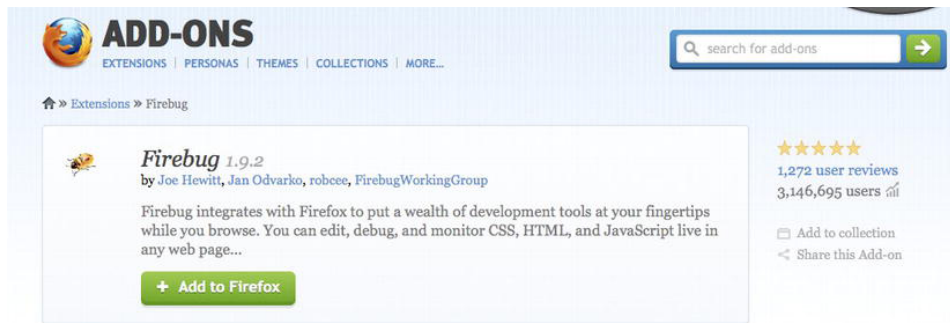 ADD-ONS
EXTENSIONS | PERSONAS | THEMES | COLLECTIONS | MORE...
search for add-ons
» Extensions » Firebug
Firebug 1.9.2
by Joe Hewitt, Jan Odvarko, robcee, FirebugWorkingGroup
Firebug integrates with Firefox to put a wealth of development tools at your fingertips
while you browse. You can edit, debug, and monitor CSS, HTML, and JavaScript live in
any web page...
+ Add to Firefox
1,272 user reviews
3,146,695 users
Add to collection
Share this Add-on